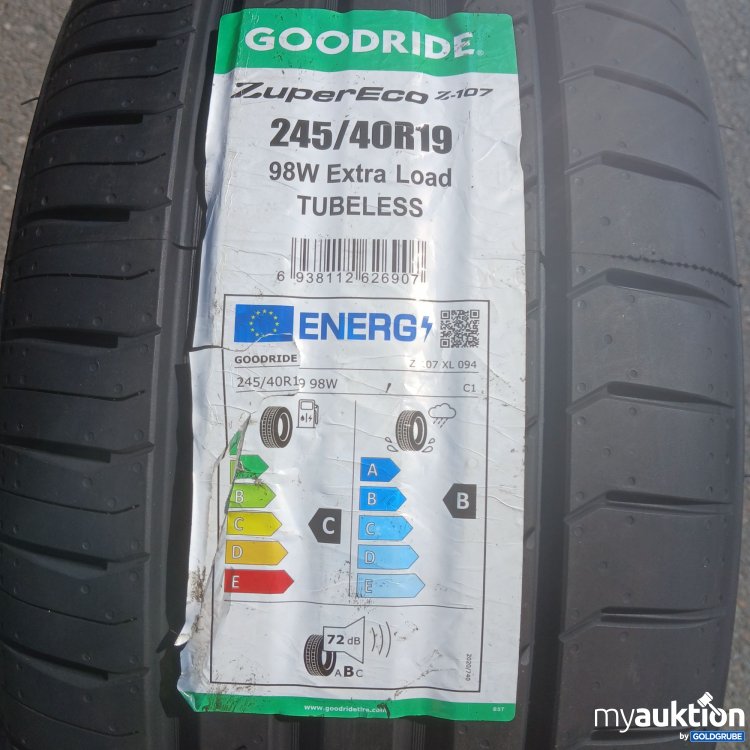 GOODRIDE®
ZuperEco Z-107
245/40R19
98W Extra Load
TUBELESS
6 938112 626907
ENERG
GOODRIDE
Z 107 XL 094
245/40R19 98W
C1
A
B
C
D
E
C
A
B
C
D
E
B
72 dB
ABC
2020/740
www.goodridetire.com
EST
myauktion
by GOLDGRUBE